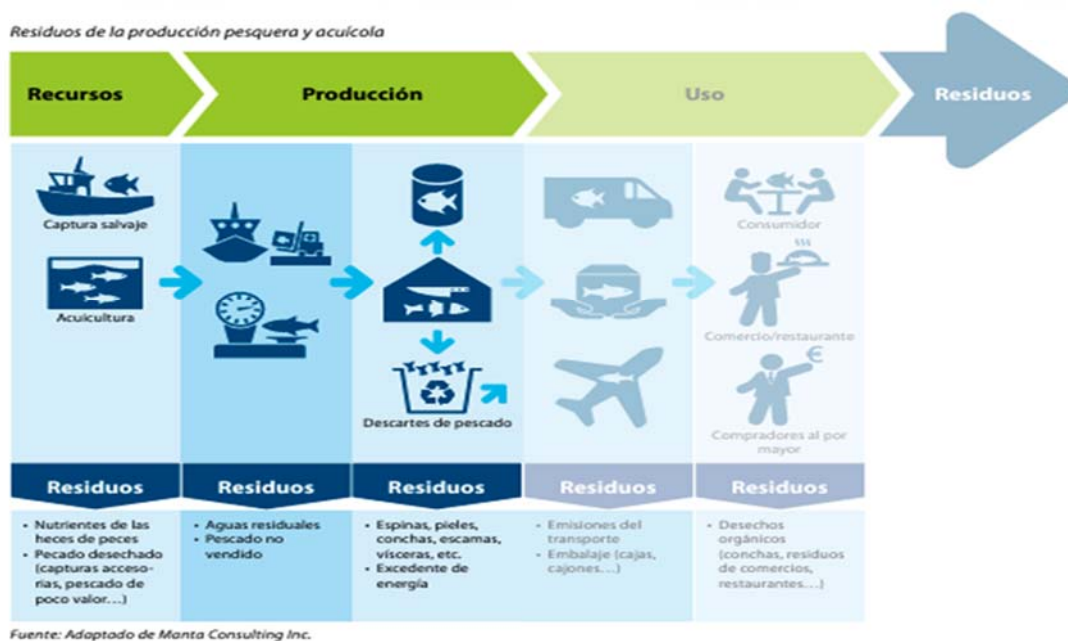 Residuos de la producción pesquera y acuícola
Recursos
Producción
Uso
Residuos
Captura salvaje
Acuicultura
Descartes de pescado
Consumidor
Comercio/restaurante
€
Compradores al por
mayor
Residuos
Residuos
Residuos
Residuos
Residuos
• Nutrientes de las
heces de peces
• Pecado desechado
(capturas acceso-
rias, pescado de
poco valor...)
• Aguas residuales
• Pescado no
vendido
• Espinas, pieles,
conchas, escamas,
vísceras, etc.
• Excedente de
energía
• Emisiones del
transporte
• Embalaje (cajas,
cajones...)
• Desechos
orgánicos
(conchas, residuos
de comercios,
restaurantes...)
Fuente: Adaptado de Manta Consulting Inc.